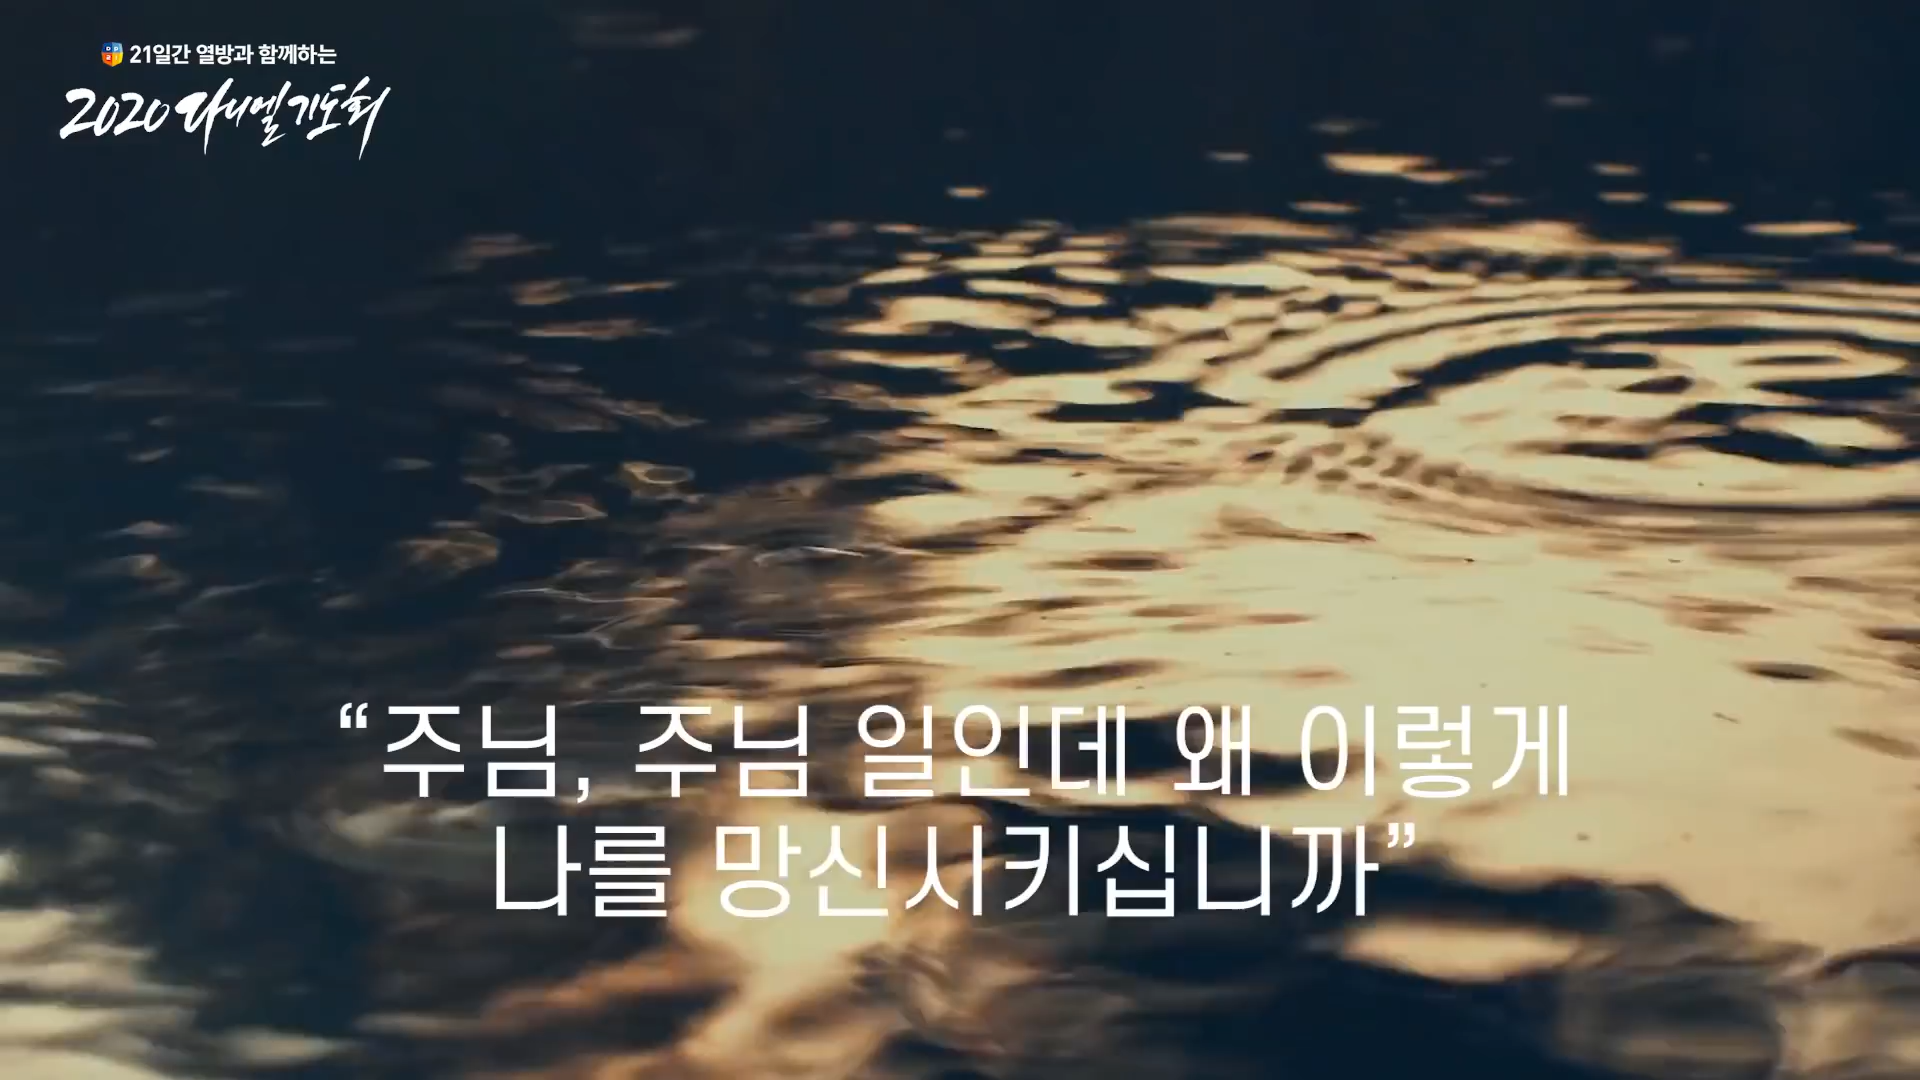 21일간 열방과 함께하는
2020 다니엘기도회
“주님, 주님 일인데 왜 이렇게
나를 망신시키십니까”